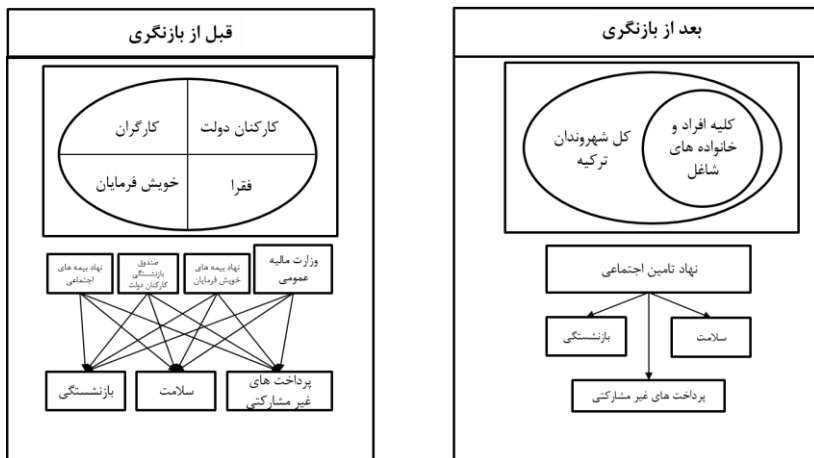 قبل از بازنگری
کارگران
کارکنان دولت
خویش فرمایان
فقرا
نهاد بیمه های
اجتماعی
صندوق
بازنشستگی
کارکنان دولت
نهاد بیمه های
خویش فرمایان
وزارت مالیه
عمومی
بازنشستگی
سلامت
پرداخت های
غیر مشارکتی
بعد از بازنگری
کل شهروندان
ترکیه
کلیه افراد و
خانواده های
شاغل
نهاد تامین اجتماعی
بازنشستگی
سلامت
پرداخت های غیر مشارکتی